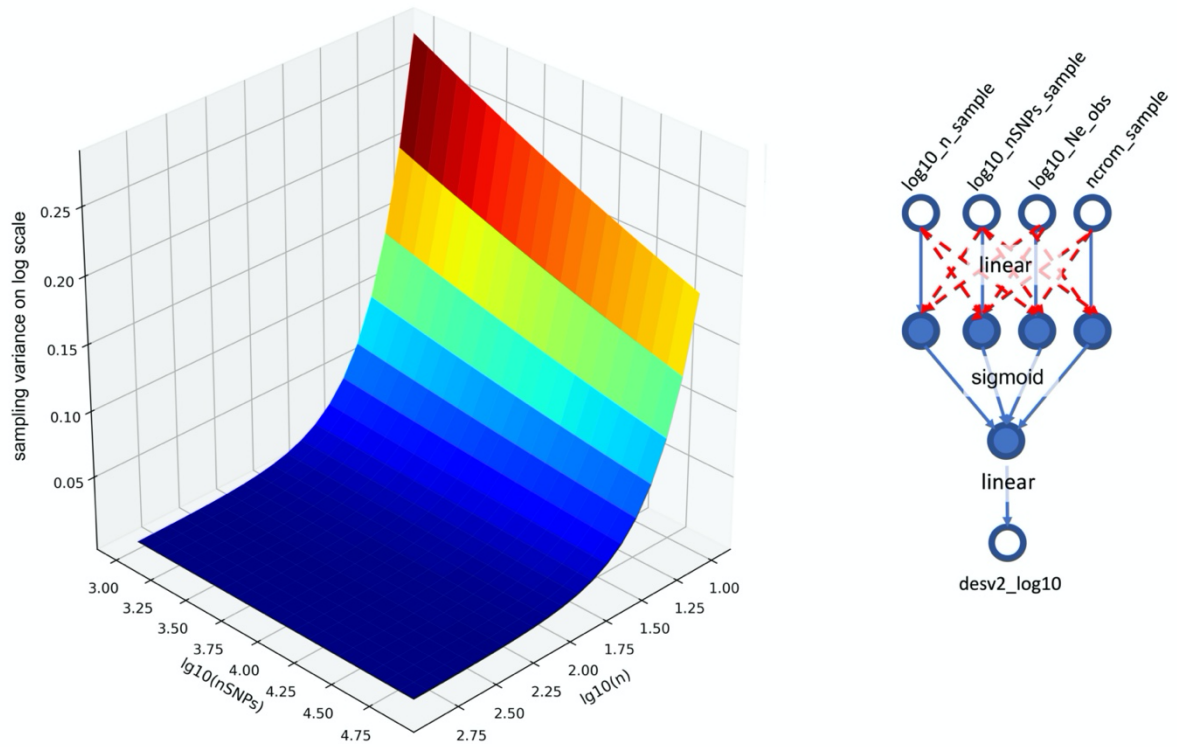 sampling variance on log scale
0.25
0.20
0.15
0.10
0.05
3.00
3.25
3.50
3.75
4.00
4.25
4.50
4.75
lg10(nSNPs)
1.00
1.25
1.50
1.75
2.00
2.25
2.50
2.75
lg10(n)
log10_n_sample
log10_nSNPs_sample
log10_Ne_obs
ncrom_sample
linear
sigmoid
linear
desv2_log10